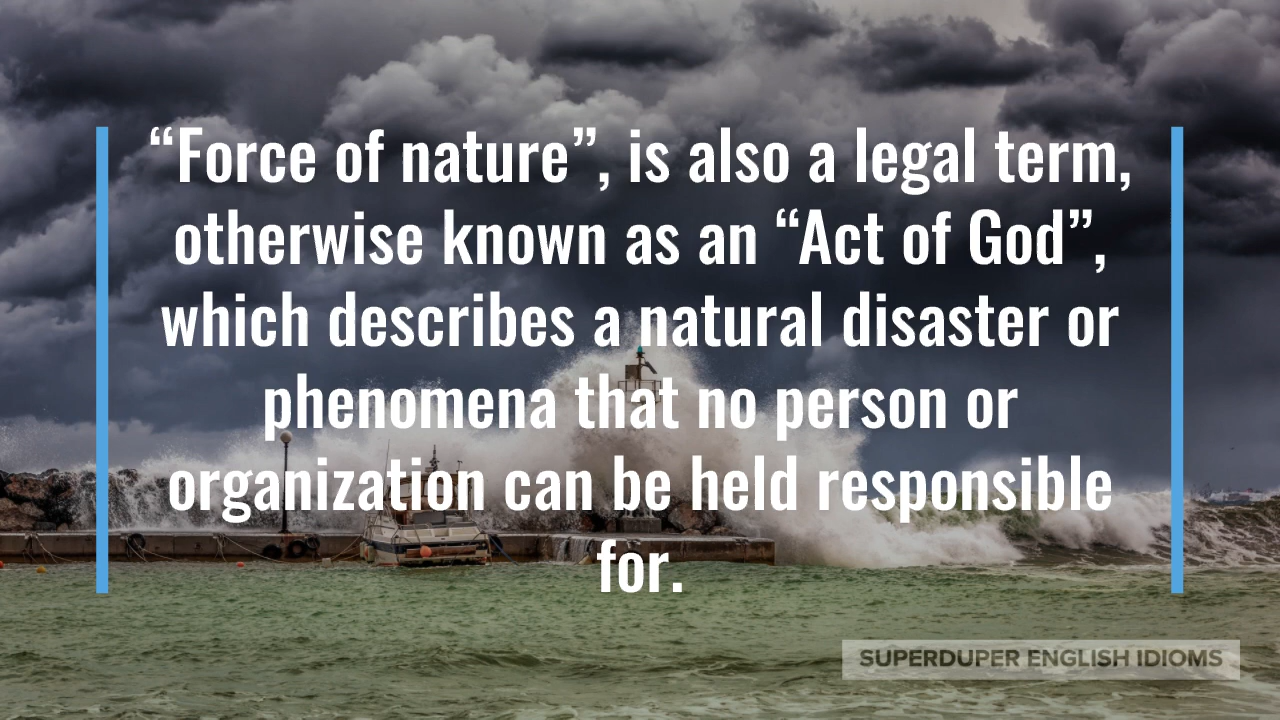 “Force of nature”, is also a legal term,
otherwise known as an “Act of God”,
which describes a natural disaster or
phenomena that no person or
organization can be held responsible
for.
SUPERDUPER ENGLISH IDIOMS